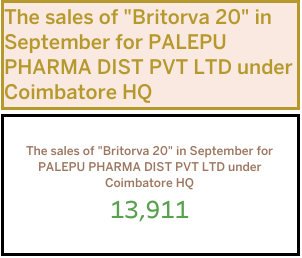 The sales of "Britorva 20" in
September for PALEPU
PHARMA DIST PVT LTD under
Coimbatore HQ
The sales of "Britorva 20" in September for
PALEPU PHARMA DIST PVT LTD under
Coimbatore HQ
13,911